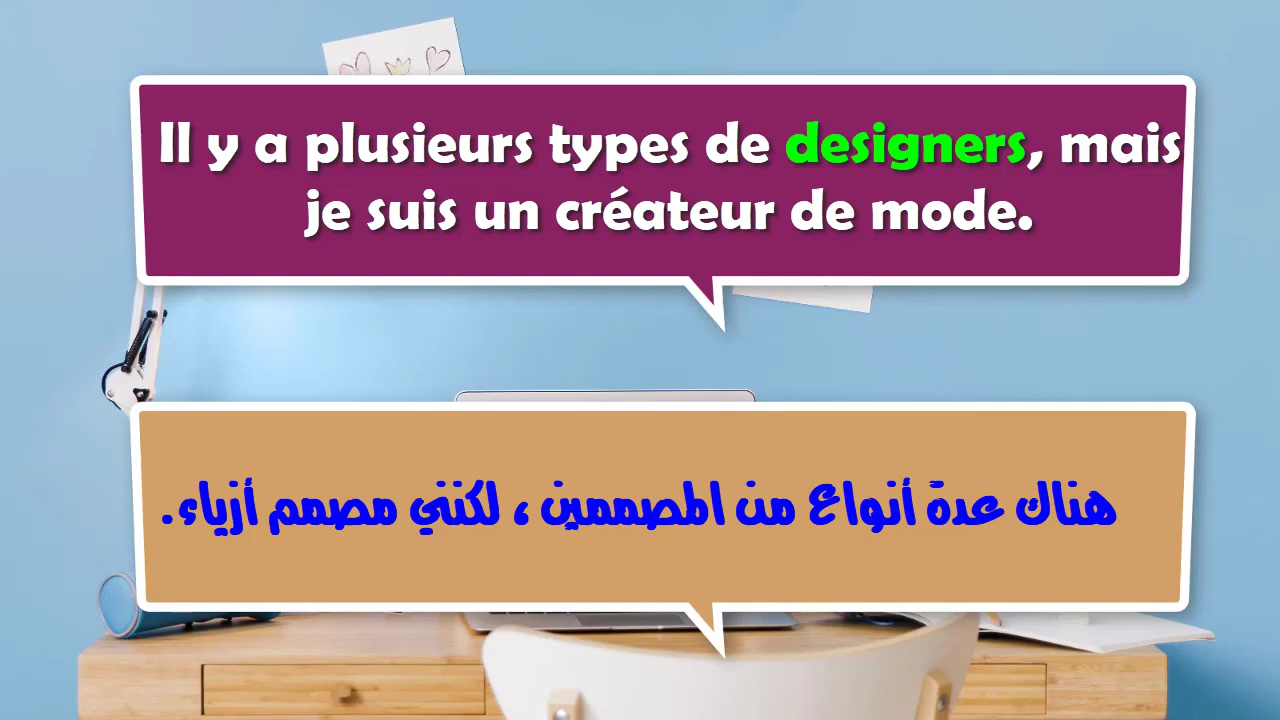 Il y a plusieurs types de designers, mais
je suis un créateur de mode.
هناك عدة أنواع من المصممين ، لكنني مصمم أزياء.